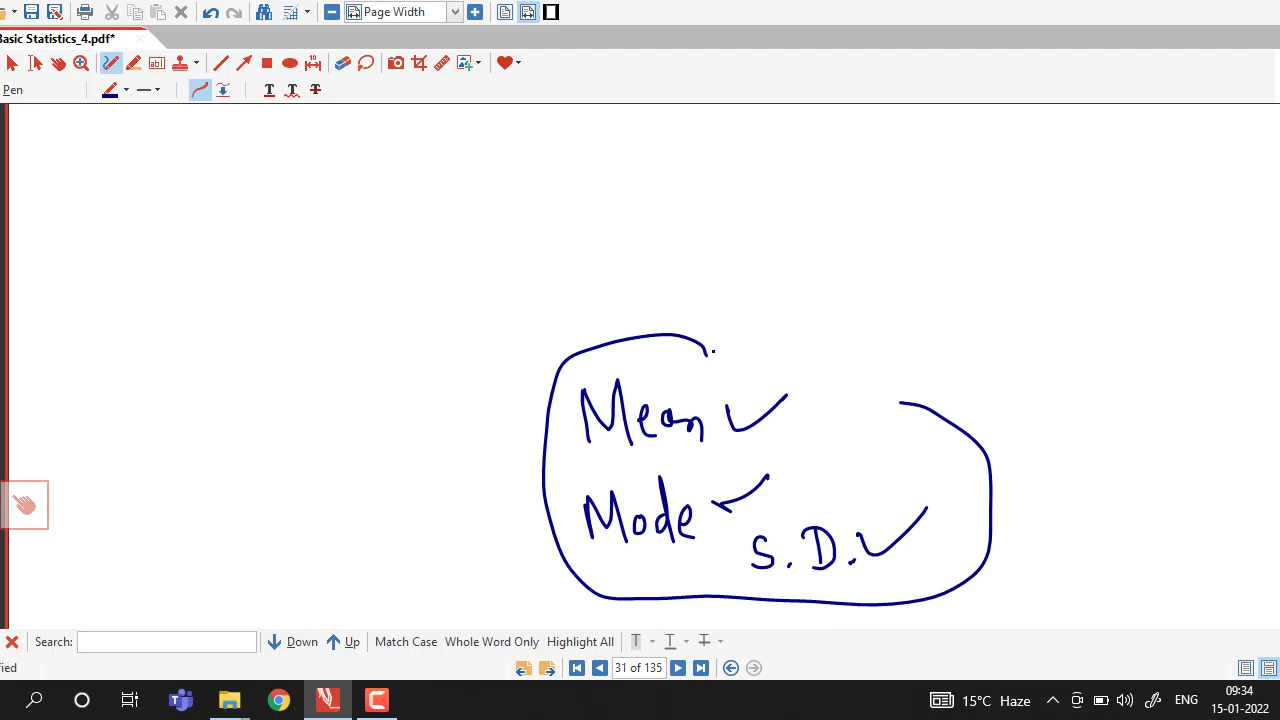 Page Width
Basic Statistics_4.pdf*
10
Pen
T T T
Mean
Mode
S.D.
Search: Down Up Match Case Whole Word Only Highlight All T T T
31 of 135
15°C Haze ENG 09:34
15-01-2022